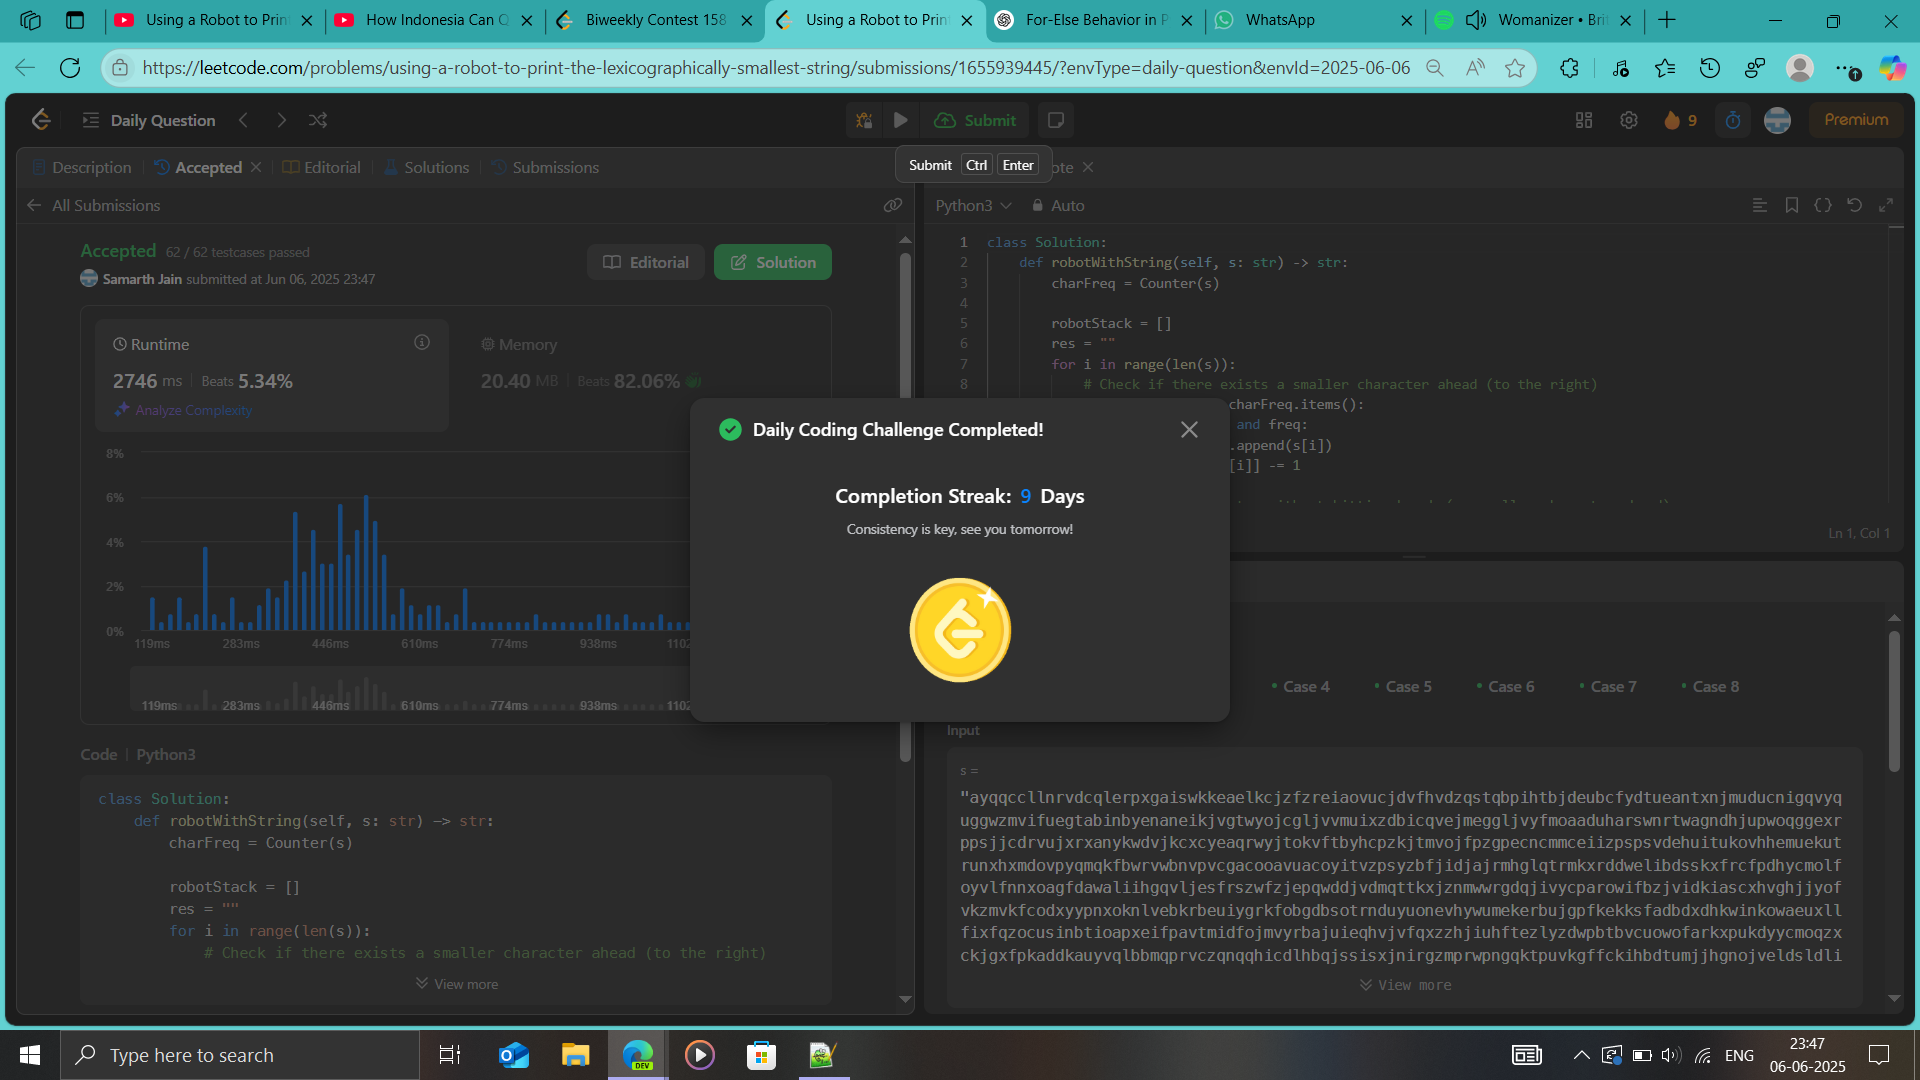 Using a Robot to Prin
How Indonesia Can Q
Biweekly Contest 158
Using a Robot to Prin
For-Else Behavior in P
WhatsApp
Womanizer • Bri
https://leetcode.com/problems/using-a-robot-to-print-the-lexicographically-smallest-string/submissions/1655939445/?envType=daily-question&envId=2025-06-06
Daily Question
Submit
9
Premium
Description
Accepted
Editorial
Solutions
Submissions
Submit Ctrl Enter
ote
All Submissions
Python3
Auto
Accepted 62 / 62 testcases passed
Samarth Jain submitted at Jun 06, 2025 23:47
Editorial
Solution
Runtime
2746 ms Beats 5.34%
Analyze Complexity
Memory
20.40 MB Beats 82.06%
8%
6%
4%
2%
0%
119ms 283ms 446ms 610ms 774ms 938ms 1102
119ms 283ms 446ms 610ms 774ms 938ms 1102
Code | Python3
class Solution:
def robotWithString(self, s: str) -> str:
charFreq = Counter(s)
robotStack = []
res = ""
for i in range(len(s)):
# Check if there exists a smaller character ahead (to the right)
View more
1 class Solution:
2 def robotWithString(self, s: str) -> str:
3 charFreq = Counter(s)
4
5 robotStack = []
6 res = ""
7 for i in range(len(s)):
8 # Check if there exists a smaller character ahead (to the right)
charFreq.items():
and freq:
.append(s[i])
[i]] -= 1
Ln 1, Col 1
Daily Coding Challenge Completed!
Completion Streak: 9 Days
Consistency is key, see you tomorrow!
Case 4 Case 5 Case 6 Case 7 Case 8
Input
s =
"ayqqccllnrvdcqlerpxgaiswkkeaelkcjzfzreiaovucjdvfhvdzqstqbpihtbjdeubcfydtueantxnjmuducnigqvyq
uggwzmvifuegtabinbyenaneikjvgtwyojcgljvvmuixzdbicqvejmeggljvyfmoaaduharswnrtwagndhjupwoqggexr
ppsjjcdrvujxrxanykwdvjkcxcyeaqrwyjtokvftbyhcpzkjtmvojfpzgpecncmmceiizpspsvdehuitukovhhemuekut
runxhxmdovpyqmqkfbwrvwbnvpvcgacooavuacoyitvzpsyzbfjidjajrmhglqtrmkxrddwelibdsskxfrcfpdhycmolf
oyvlfnnxoagfdawaliihgqvljesfrszwfzjepqwddjvdmqttkxjznmwwrgdqjivycparowifbzjvidkiascxhvghjjyof
vkzmvkfcodxyypnxoknlvebkrbeuiygrkfobgdbsotrnduyuonevhywumekerbujgpfkekksfadbdxdhkwinkowaeuxll
fixfqzocusinbtioapxeifpavtmidfojmvyrbajuieqhvjvfqxzzhjiuhftezlyzdwpbtbvcuowofarkxpukdyycmoqzx
ckjgxfpkaddkauyvqlbbmqprvczqnqqhicdlhbqjssisxjnirgzmprwpngqktpuvkgffckihbdtumjjhgnojveldsldli
View more
Type here to search
DEV
ENG
23:47
06-06-2025